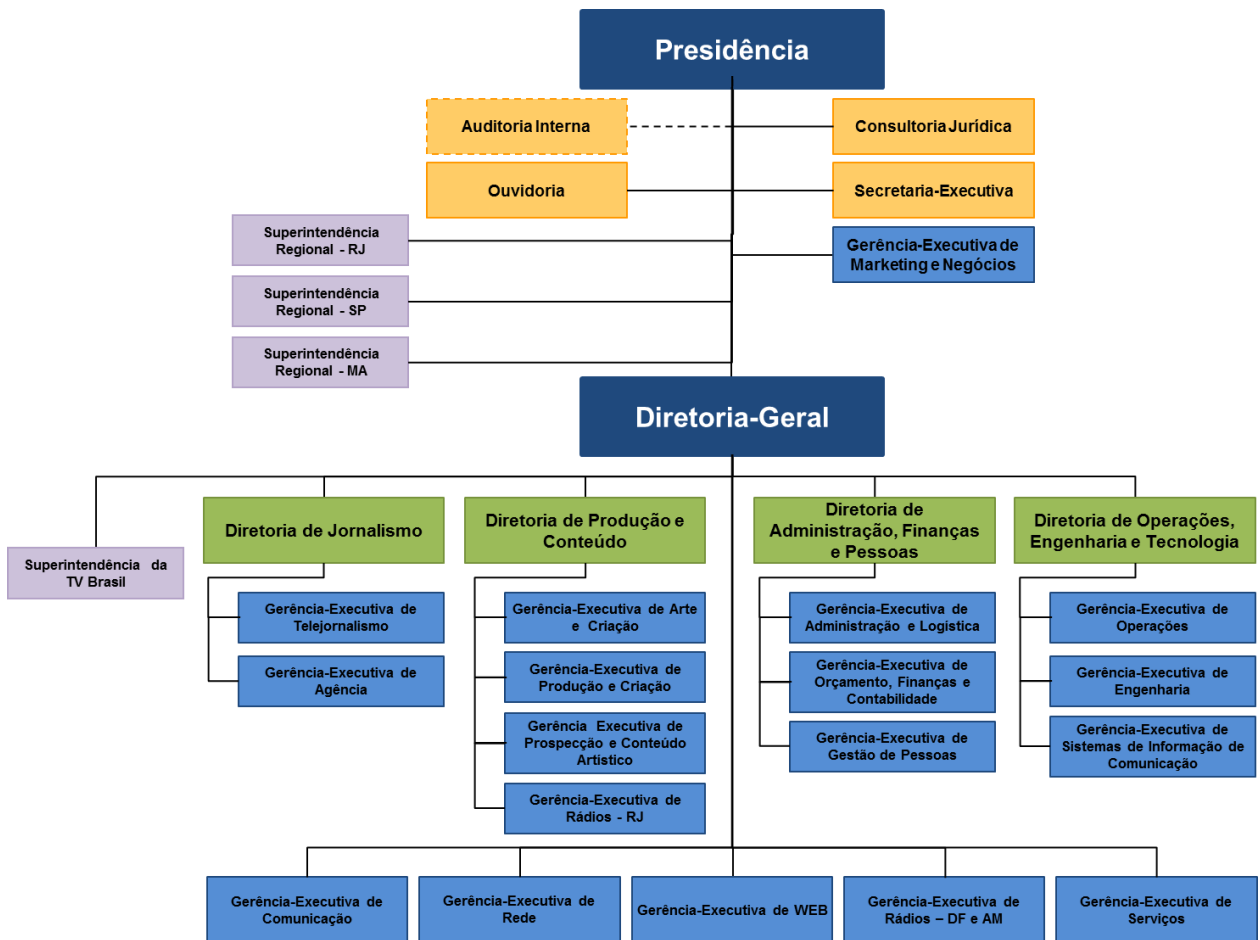 Presidência
Auditoria Interna
Consultoria Jurídica
Ouvidoria
Secretaria-Executiva
Superintendência
Regional - RJ
Gerência-Executiva de
Marketing e Negócios
Superintendência
Regional - SP
Superintendência
Regional - MA
Diretoria-Geral
Superintendência da
TV Brasil
Diretoria de Jornalismo
Gerência-Executiva de
Telejornalismo
Gerência-Executiva de
Agência
Diretoria de Produção e
Conteúdo
Gerência-Executiva de Arte
e Criação
Gerência-Executiva de
Produção e Criação
Gerência Executiva de
Prospecção e Conteúdo
Artístico
Gerência-Executiva de
Rádios - RJ
Diretoria de
Administração, Finanças
e Pessoas
Gerência-Executiva de
Administração e Logística
Gerência-Executiva de
Orçamento, Finanças e
Contabilidade
Gerência-Executiva de
Gestão de Pessoas
Diretoria de Operações,
Engenharia e Tecnologia
Gerência-Executiva de
Operações
Gerência-Executiva de
Engenharia
Gerência-Executiva de
Sistemas de Informação de
Comunicação
Gerência-Executiva de
Comunicação
Gerência-Executiva de
Rede
Gerência-Executiva de WEB
Gerência-Executiva de
Rádios – DF e AM
Gerência-Executiva de
Serviços